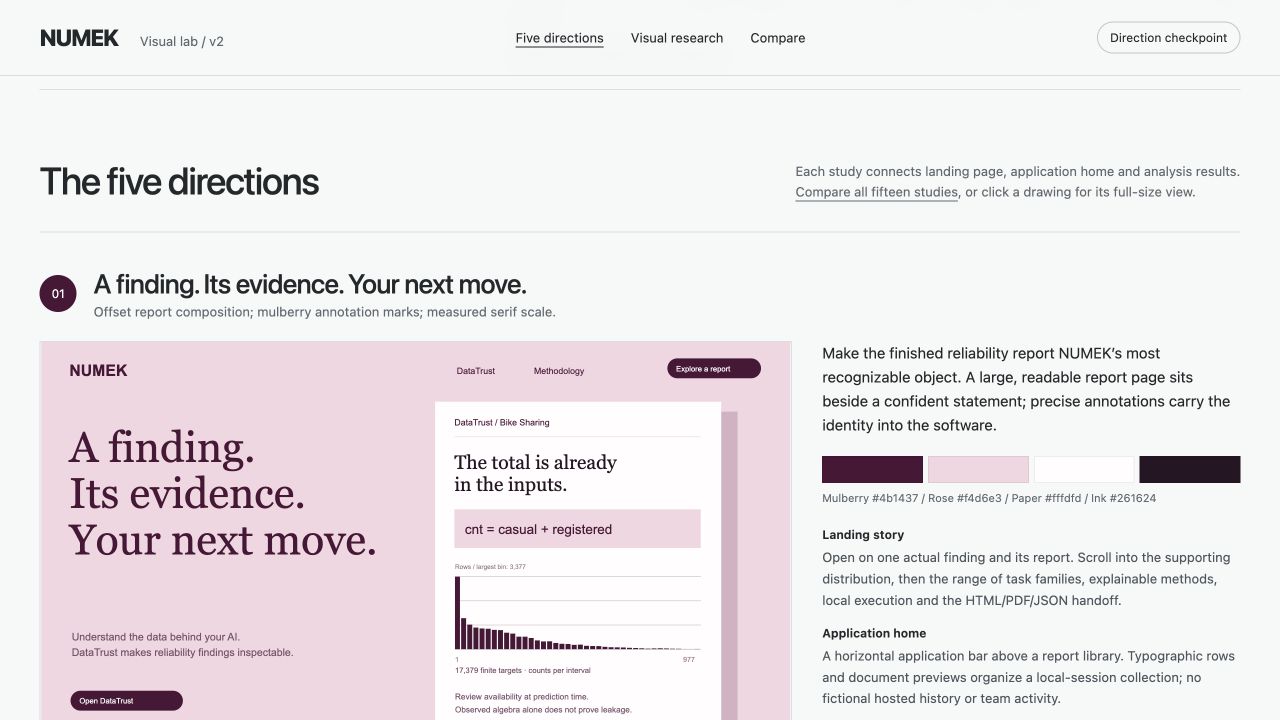 NUMEK
Visual lab / v2
Five directions
Visual research
Compare
Direction checkpoint
The five directions
Each study connects landing page, application home and analysis results.
Compare all fifteen studies, or click a drawing for its full-size view.
01
A finding. Its evidence. Your next move.
Offset report composition; mulberry annotation marks; measured serif scale.
NUMEK
DataTrust
Methodology
Explore a report
A finding.
Its evidence.
Your next move.
Understand the data behind your AI.
DataTrust makes reliability findings inspectable.
Open DataTrust
DataTrust / Bike Sharing
The total is already
in the inputs.
cnt = casual + registered
Rows / largest bin: 3,377
1
977
17,379 finite targets · counts per interval
Review availability at prediction time.
Observed algebra alone does not prove leakage.
Make the finished reliability report NUMEK’s most
recognizable object. A large, readable report page sits
beside a confident statement; precise annotations carry the
identity into the software.
Mulberry #4b1437 / Rose #f4d6e3 / Paper #fffdfd / Ink #261624
Landing story
Open on one actual finding and its report. Scroll into the supporting
distribution, then the range of task families, explainable methods,
local execution and the HTML/PDF/JSON handoff.
Application home
A horizontal application bar above a report library. Typographic rows
and document previews organize a local-session collection; no
fictional hosted history or team activity.